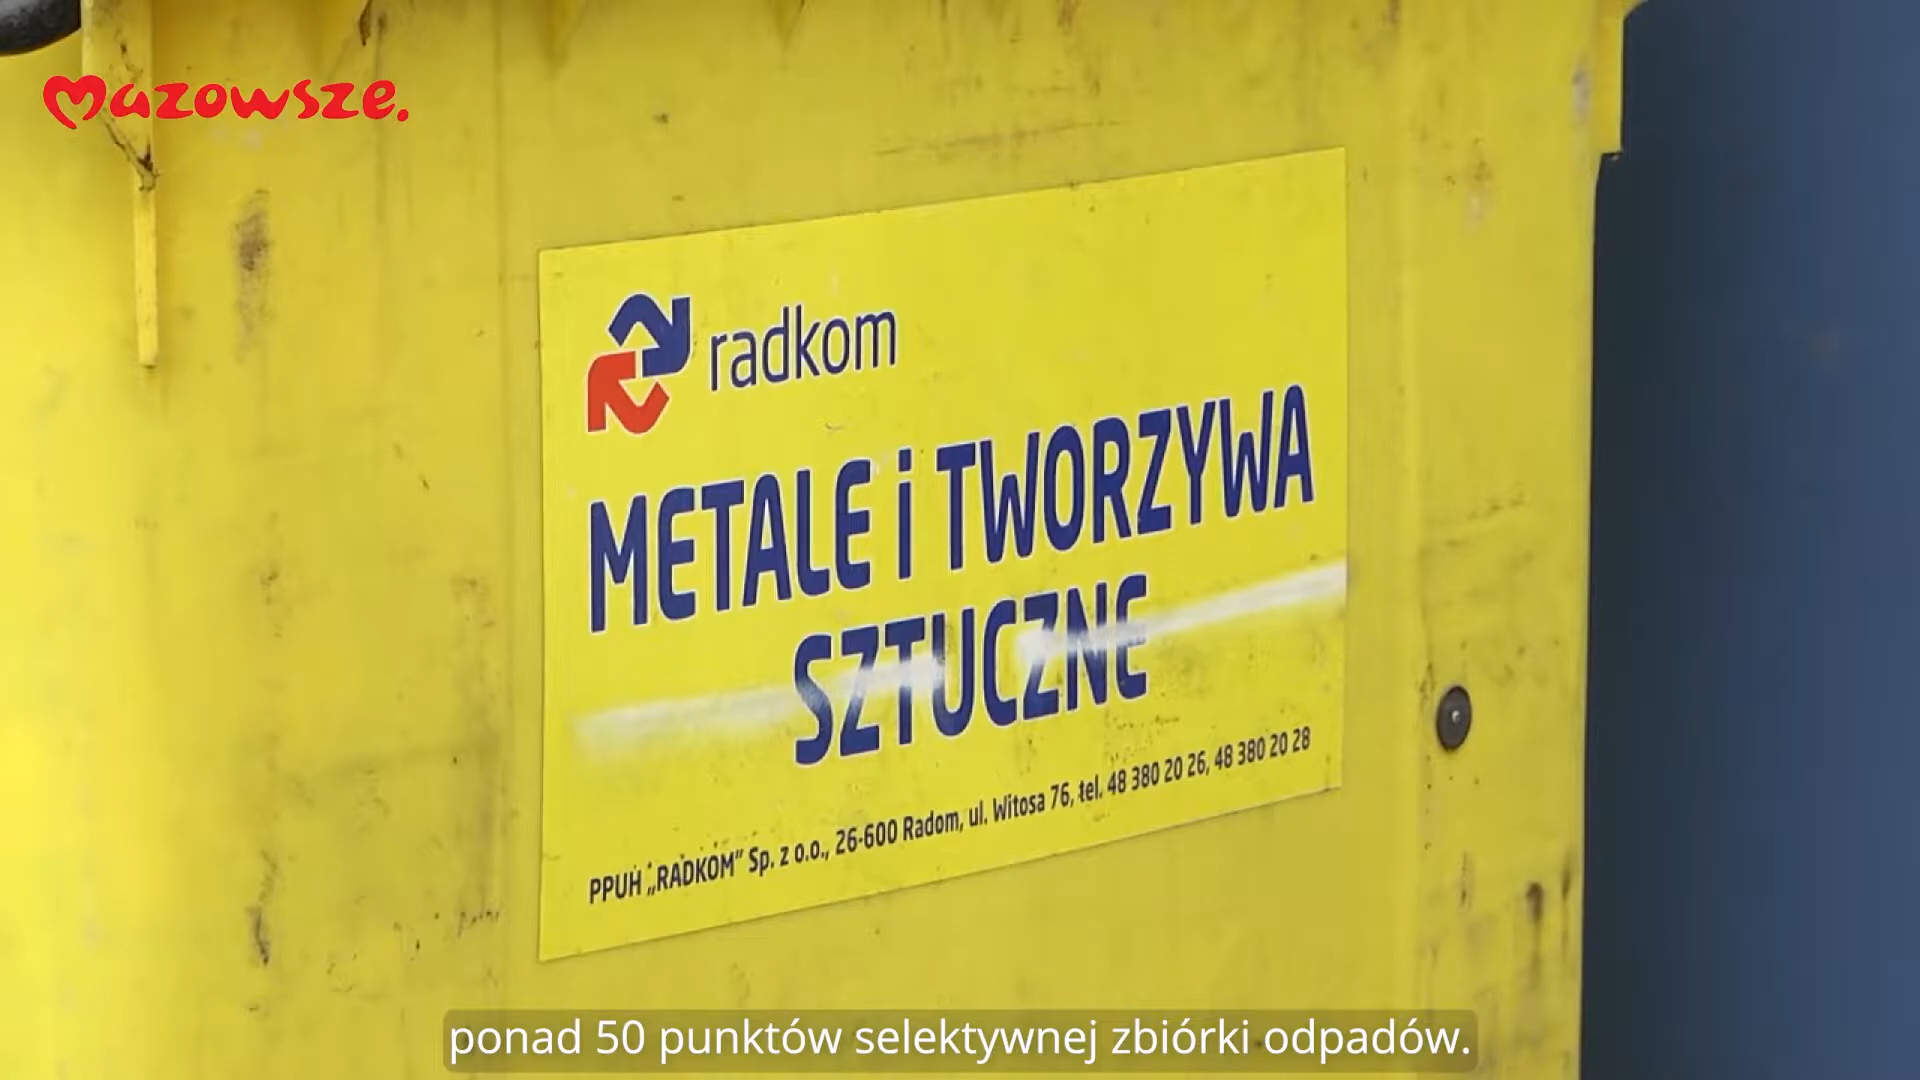 Mazowsze.
radkom
METALE i TWORZYWA
SZTUCZNE
PPUH „RADKOM” Sp. z o.o., 26-600 Radom, ul. Witosa 76, tel. 48 380 20 26, 48 380 20 28
ponad 50 punktów selektywnej zbiórki odpadów.